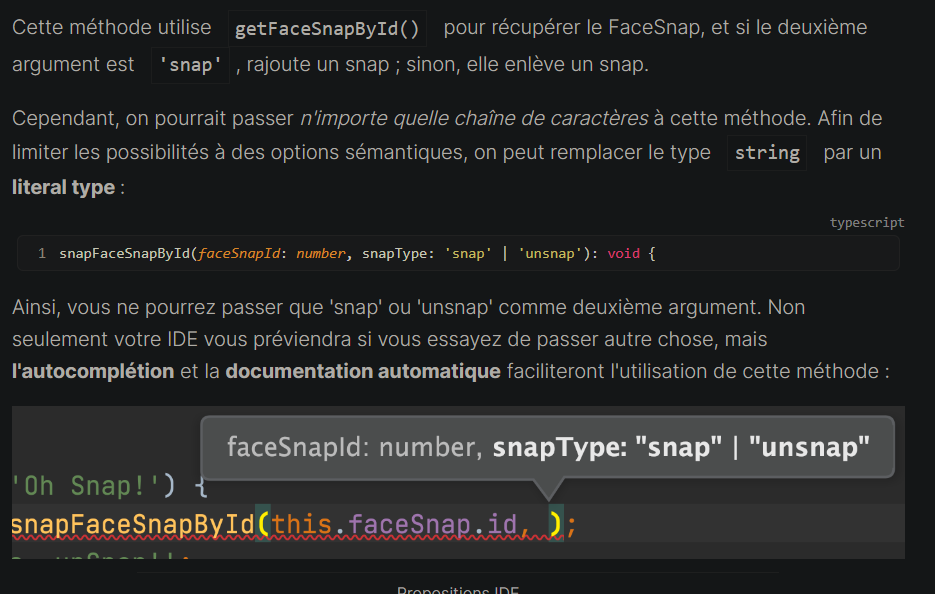 Cette méthode utilise getFaceSnapById() pour récupérer le FaceSnap, et si le deuxième
argument est 'snap' , rajoute un snap ; sinon, elle enlève un snap.
Cependant, on pourrait passer n'importe quelle chaîne de caractères à cette méthode. Afin de
limiter les possibilités à des options sémantiques, on peut remplacer le type string par un
literal type :
typescript
1 snapFaceSnapById(faceSnapId: number, snapType: 'snap' | 'unsnap'): void {
Ainsi, vous ne pourrez passer que 'snap' ou 'unsnap' comme deuxième argument. Non
seulement votre IDE vous préviendra si vous essayez de passer autre chose, mais
l'autocomplétion et la documentation automatique faciliteront l'utilisation de cette méthode :
faceSnapId: number, snapType: "snap" | "unsnap"
'Oh Snap!') {
snapFaceSnapById(this.faceSnap.id, );
Propositions IDE